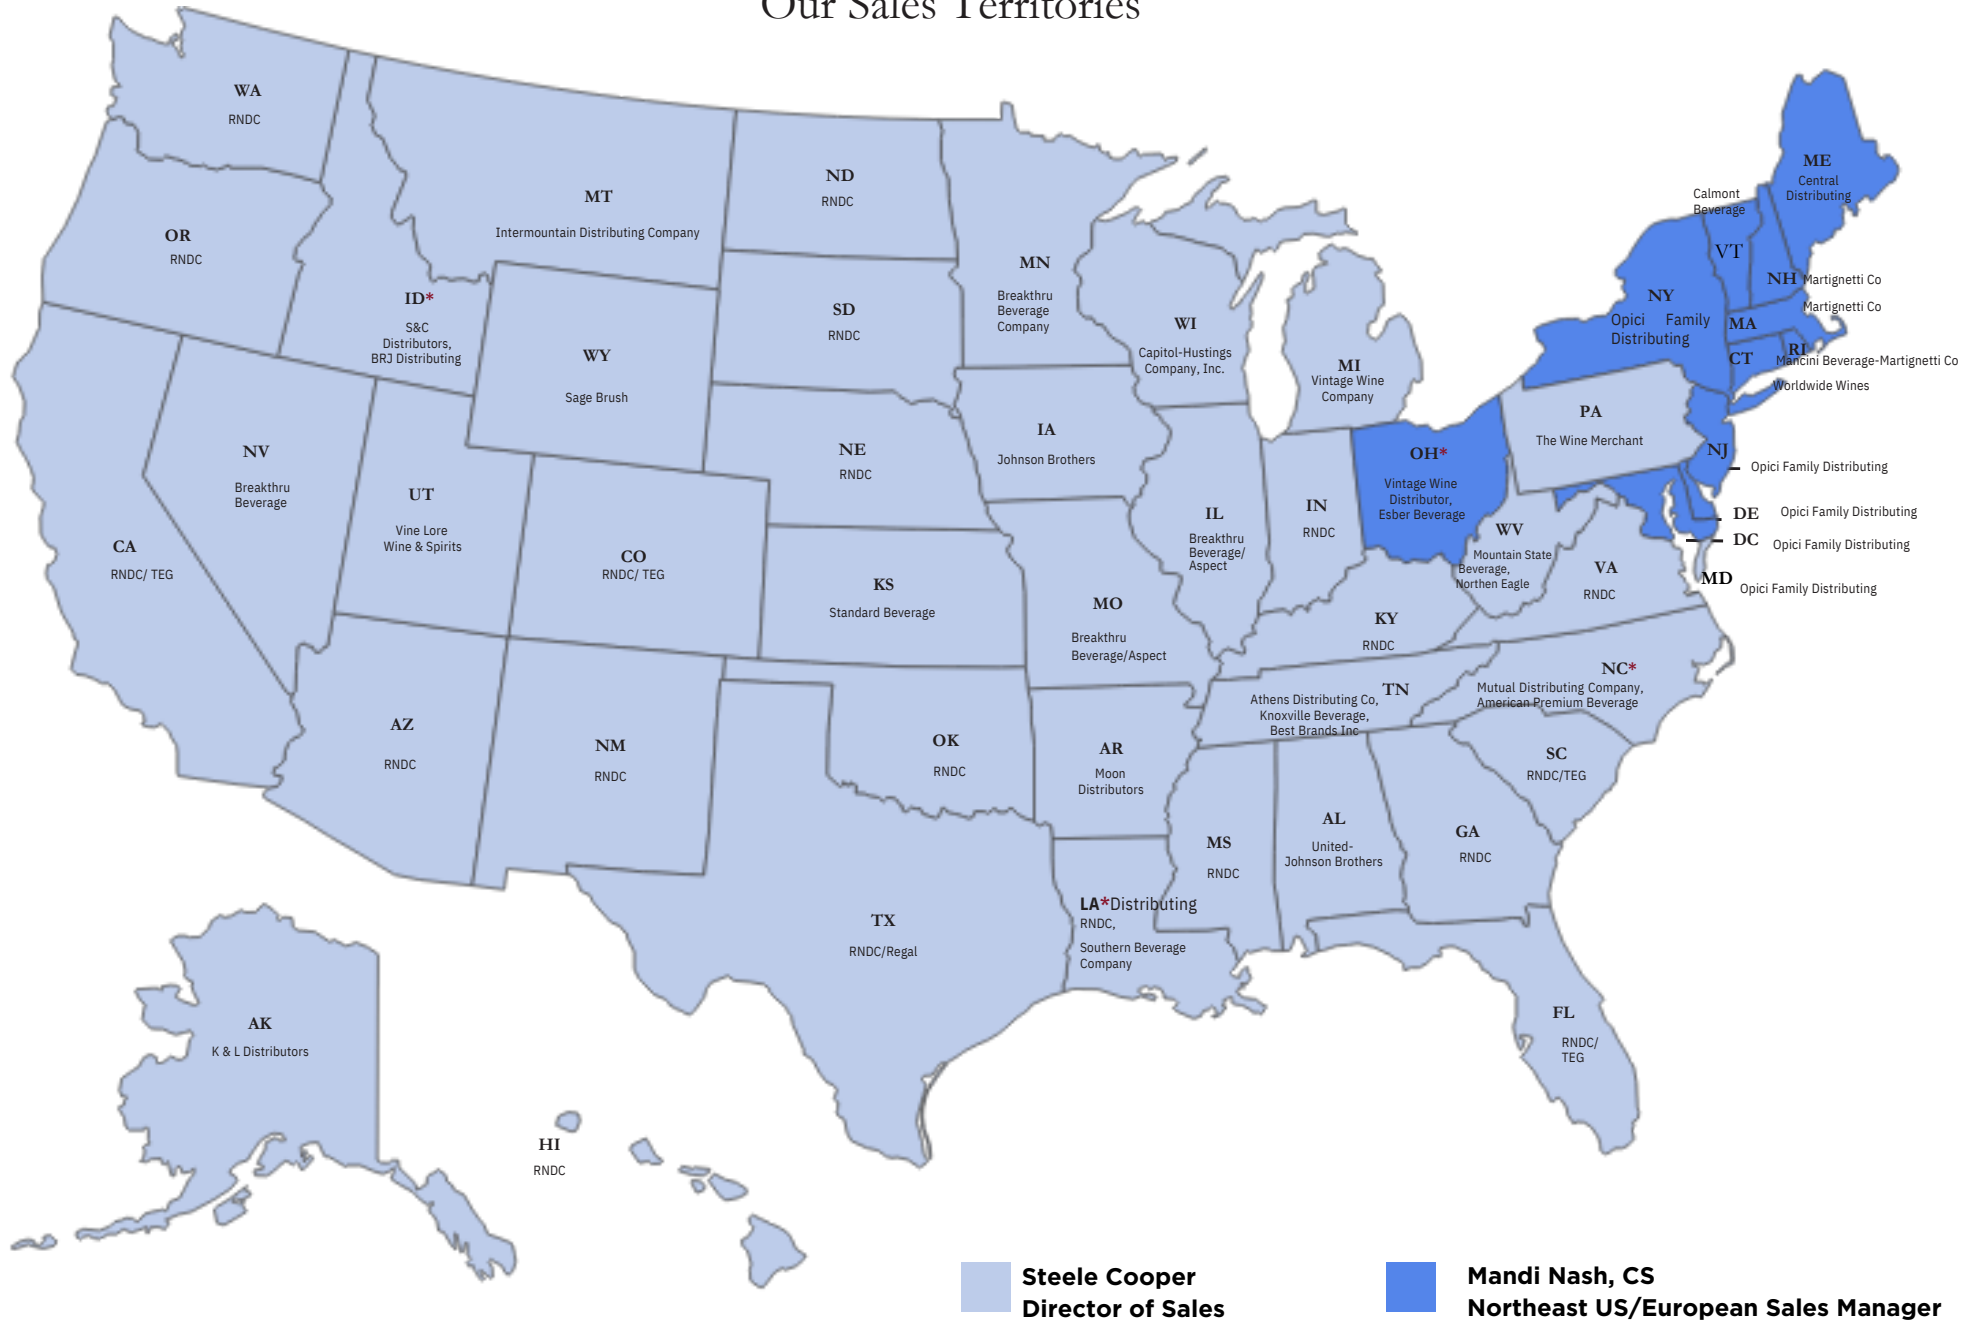 Our Sales Territories
WA
RNDC
OR
RNDC
CA
RNDC/ TEG
NV
Breakthru
Beverage
ID*
S&C
Distributors,
BRJ Distributing
MT
Intermountain Distributing Company
WY
Sage Brush
UT
Vine Lore
Wine & Spirits
CO
RNDC/ TEG
AZ
RNDC
NM
RNDC
ND
RNDC
SD
RNDC
NE
RNDC
KS
Standard Beverage
OK
RNDC
TX
RNDC/Regal
MN
Breakthru
Beverage
Company
IA
Johnson Brothers
MO
Breakthru
Beverage/Aspect
AR
Moon
Distributors
LA*Distributing
RNDC,
Southern Beverage
Company
WI
Capitol-Hustings
Company, Inc.
IL
Breakthru
Beverage/
Aspect
MI
Vintage Wine
Company
IN
RNDC
OH*
Vintage Wine
Distributor,
Esber Beverage
KY
RNDC
TN
Athens Distributing Co,
Knoxville Beverage,
Best Brands Inc
MS
RNDC
AL
United-
Johnson Brothers
GA
RNDC
FL
RNDC/
TEG
SC
RNDC/TEG
NC*
Mutual Distributing Company,
American Premium Beverage
VA
RNDC
WV
Mountain State
Beverage,
Northen Eagle
PA
The Wine Merchant
NY
Opici Family
Distributing
Calmont
Beverage
VT
ME
Central
Distributing
NH Martignetti Co
Martignetti Co
MA
RI
Mancini Beverage-Martignetti Co
CT
Worldwide Wines
NJ
Opici Family Distributing
DE Opici Family Distributing
DC Opici Family Distributing
MD Opici Family Distributing
AK
K & L Distributors
HI
RNDC
Steele Cooper
Director of Sales
Mandi Nash, CS
Northeast US/European Sales Manager